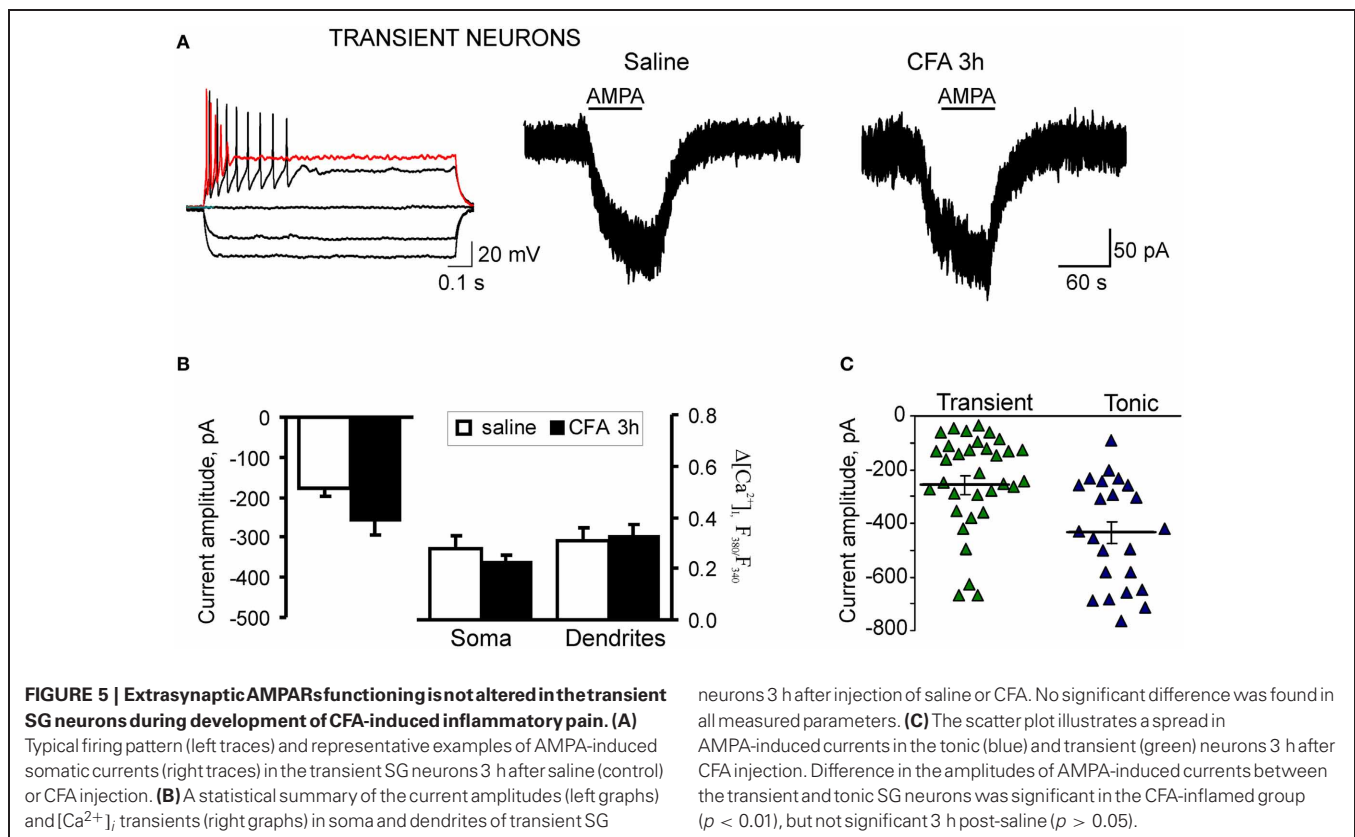 A
TRANSIENT NEURONS
Saline
CFA 3h
AMPA
AMPA
20 mV
0.1 s
50 pA
60 s
B
Current amplitude, pA
0
-100
-200
-300
-400
-500
saline
CFA 3h
Soma
Dendrites
0.8
0.6
0.4
0.2
0.0
Δ[Ca²⁺]I, F380/F340
C
Transient
Tonic
Current amplitude, pA
0
-200
-400
-600
-800
FIGURE 5 | Extrasynaptic AMPARs functioning is not altered in the transient
SG neurons during development of CFA-induced inflammatory pain. (A)
Typical firing pattern (left traces) and representative examples of AMPA-induced
somatic currents (right traces) in the transient SG neurons 3 h after saline (control)
or CFA injection. (B) A statistical summary of the current amplitudes (left graphs)
and [Ca²⁺]i transients (right graphs) in soma and dendrites of transient SG
neurons 3 h after injection of saline or CFA. No significant difference was found in
all measured parameters. (C) The scatter plot illustrates a spread in
AMPA-induced currents in the tonic (blue) and transient (green) neurons 3 h after
CFA injection. Difference in the amplitudes of AMPA-induced currents between
the transient and tonic SG neurons was significant in the CFA-inflamed group
(p < 0.01), but not significant 3 h post-saline (p > 0.05).